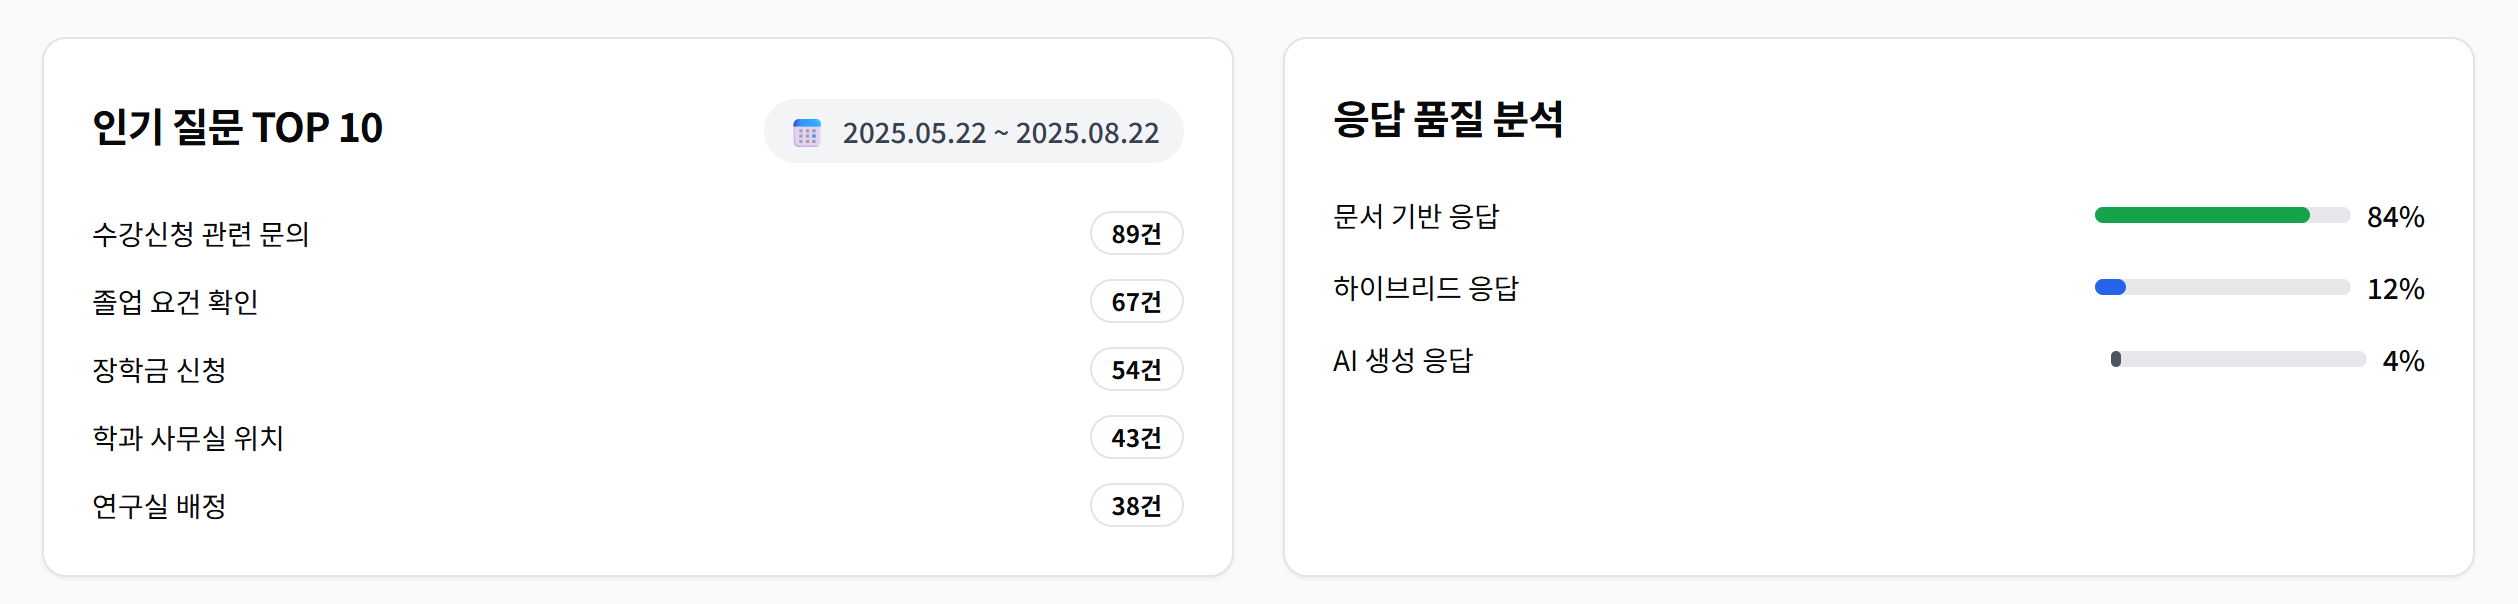 인기 질문 TOP 10
2025.05.22 ~ 2025.08.22
수강신청 관련 문의 89건
졸업 요건 확인 67건
장학금 신청 54건
학과 사무실 위치 43건
연구실 배정 38건
응답 품질 분석
문서 기반 응답 84%
하이브리드 응답 12%
AI 생성 응답 4%